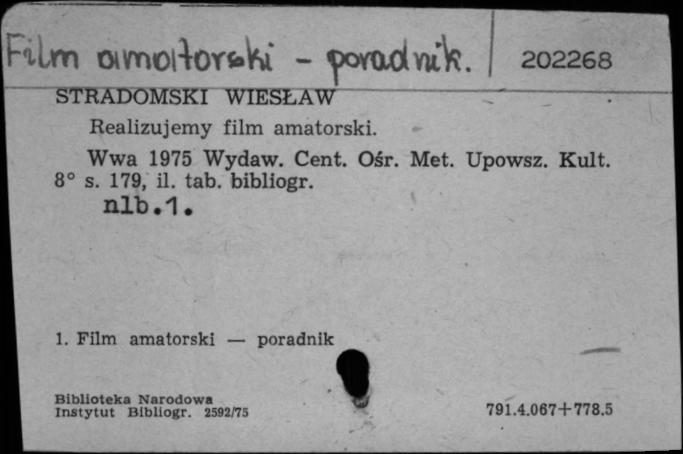 Film amatorski - poradnik. 202268
STRADOMSKI WIESŁAW
Realizujemy film amatorski.
Wwa 1975 Wydaw. Cent. Ośr. Met. Upowsz. Kult.
8° s. 179, il. tab. bibliogr.
nlb.1.
1. Film amatorski — poradnik
Biblioteka Narodowa
Instytut Bibliogr. 2592/75
791.4.067+778.5